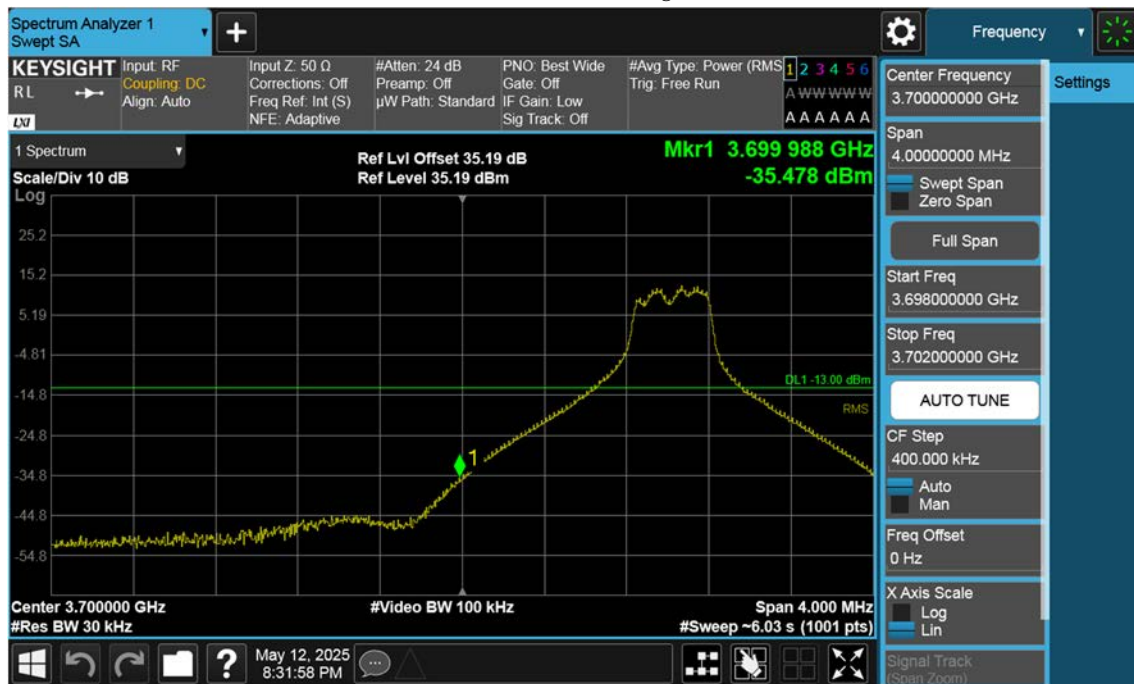 Spectrum Analyzer 1
Swept SA
Frequency
KEYSIGHT
RL
LXI
Input: RF
Coupling: DC
Align: Auto
Input Z: 50 Ω
Corrections: Off
Freq Ref: Int (S)
NFE: Adaptive
#Atten: 24 dB
Preamp: Off
µW Path: Standard
PNO: Best Wide
Gate: Off
IF Gain: Low
Sig Track: Off
#Avg Type: Power (RMS
Trig: Free Run
1 2 3 4 5 6
A W W W W W
A A A A A A
1 Spectrum
Scale/Div 10 dB
Log
Ref Lvl Offset 35.19 dB
Ref Level 35.19 dBm
Mkr1 3.699 988 GHz
-35.478 dBm
25.2
15.2
5.19
-4.81
-14.8
-24.8
-34.8
-44.8
-54.8
DL1 -13.00 dBm
RMS
1
Center 3.700000 GHz
#Res BW 30 kHz
#Video BW 100 kHz
Span 4.000 MHz
#Sweep ~6.03 s (1001 pts)
?
May 12, 2025
8:31:58 PM
Center Frequency
3.700000000 GHz
Settings
Span
4.00000000 MHz
Swept Span
Zero Span
Full Span
Start Freq
3.698000000 GHz
Stop Freq
3.702000000 GHz
AUTO TUNE
CF Step
400.000 kHz
Auto
Man
Freq Offset
0 Hz
X Axis Scale
Log
Lin
Signal Track
(Span Zoom)